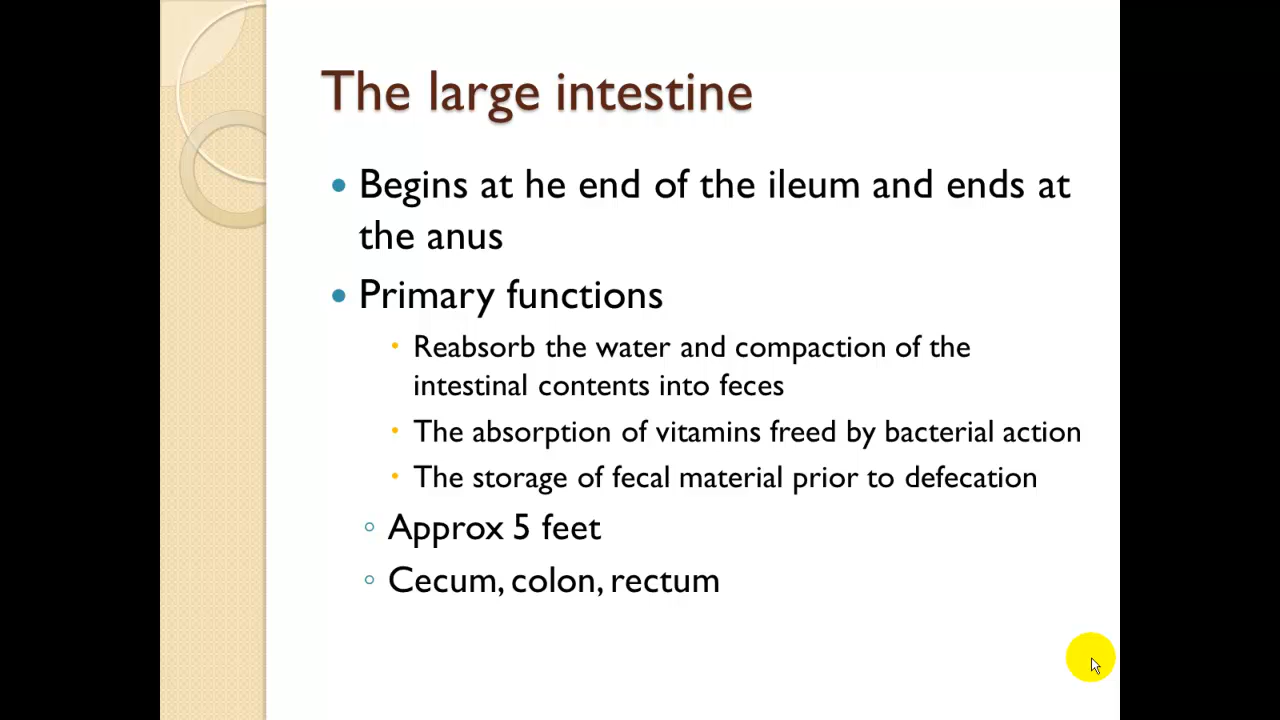 The large intestine
• Begins at he end of the ileum and ends at
the anus
• Primary functions
• Reabsorb the water and compaction of the
intestinal contents into feces
• The absorption of vitamins freed by bacterial action
• The storage of fecal material prior to defecation
◦ Approx 5 feet
◦ Cecum, colon, rectum